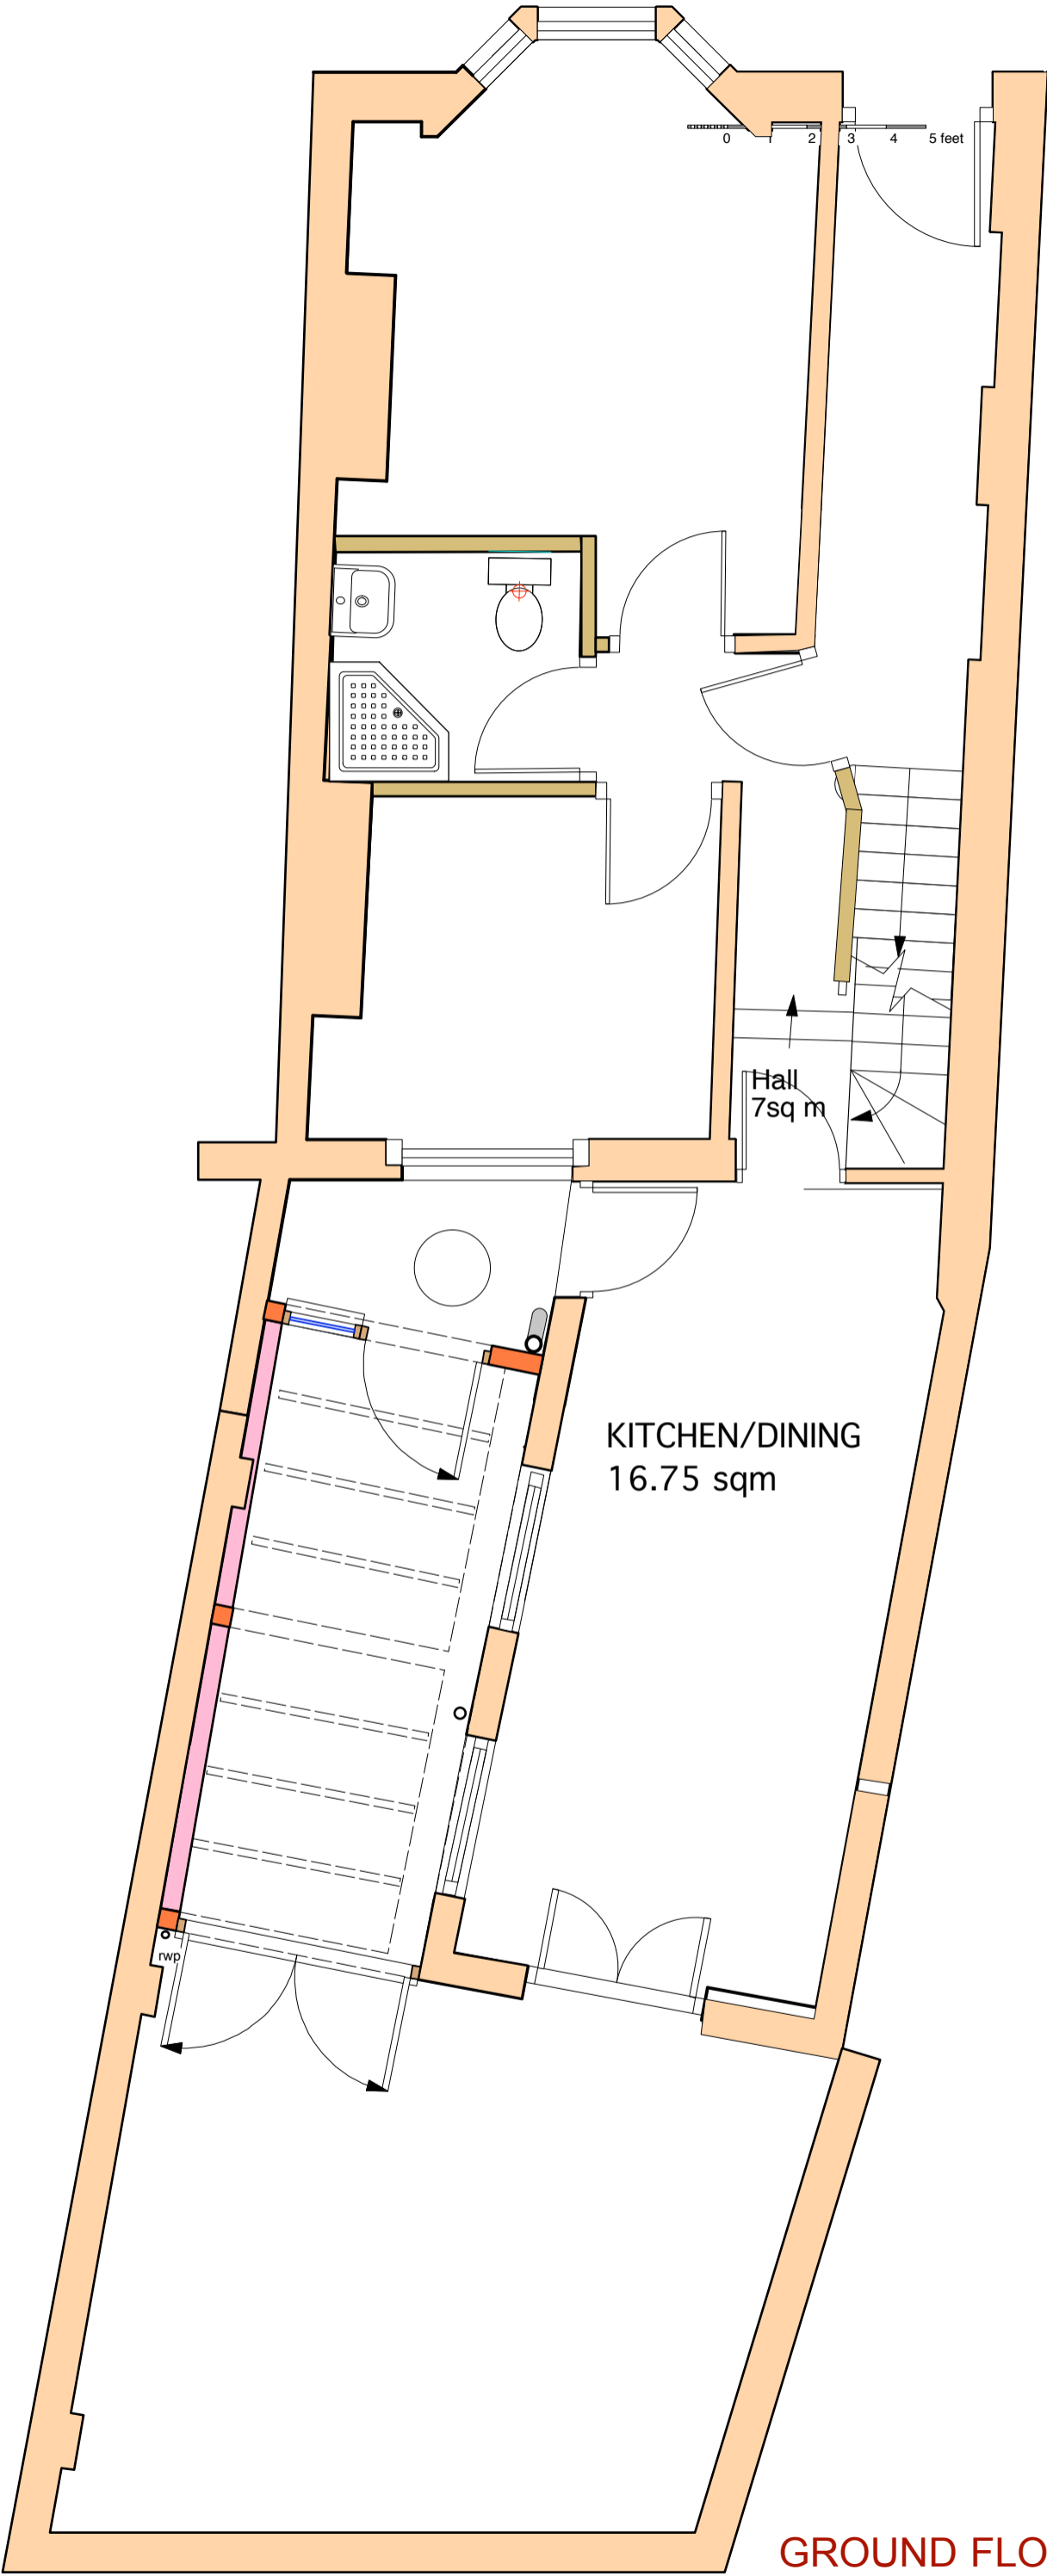 0 1 2 3 4 5 feet
Hall
7sq m
KITCHEN/DINING
16.75 sqm
rwp
GROUND FLO